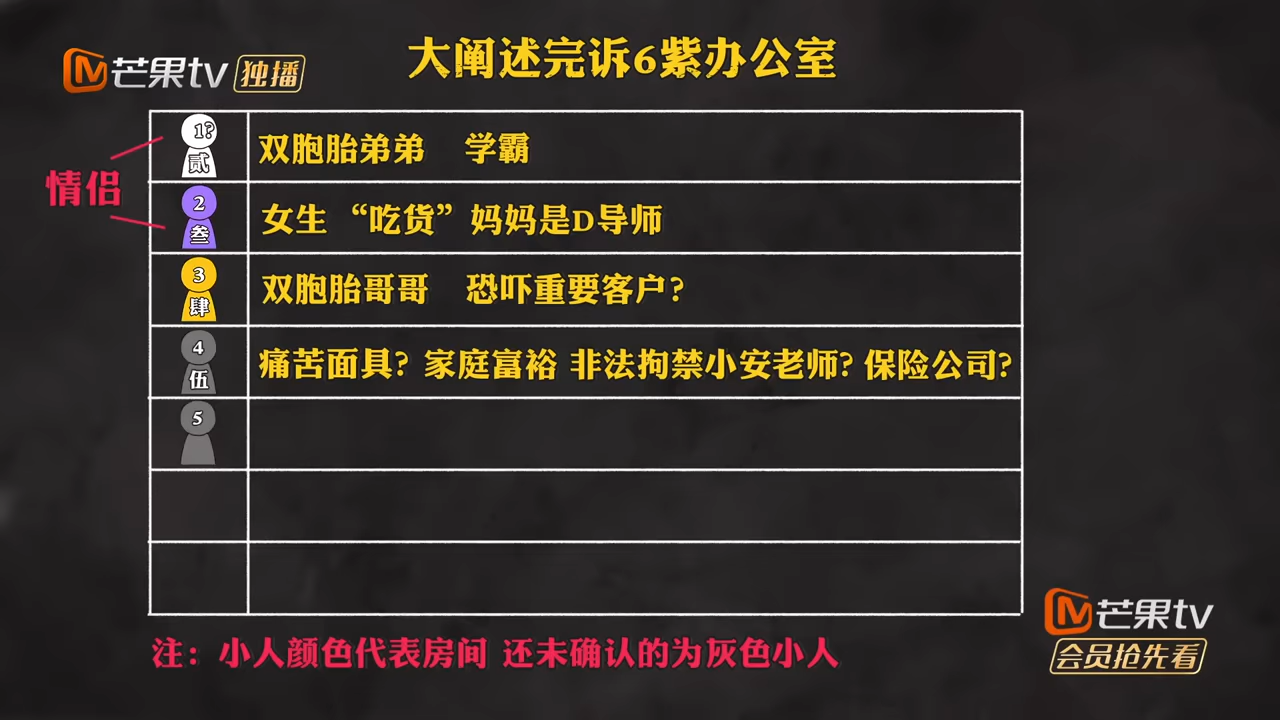 大阐述完诉6紫办公室
芒果tv 独播
1? 双胞胎弟弟 学霸
贰
情侣
2 女生 “吃货” 妈妈是D导师
叁
3 双胞胎哥哥 恐吓重要客户?
肆
4 痛苦面具? 家庭富裕 非法拘禁小安老师? 保险公司?
伍
5
芒果tv
会员抢先看
注: 小人颜色代表房间 还未确认的为灰色小人